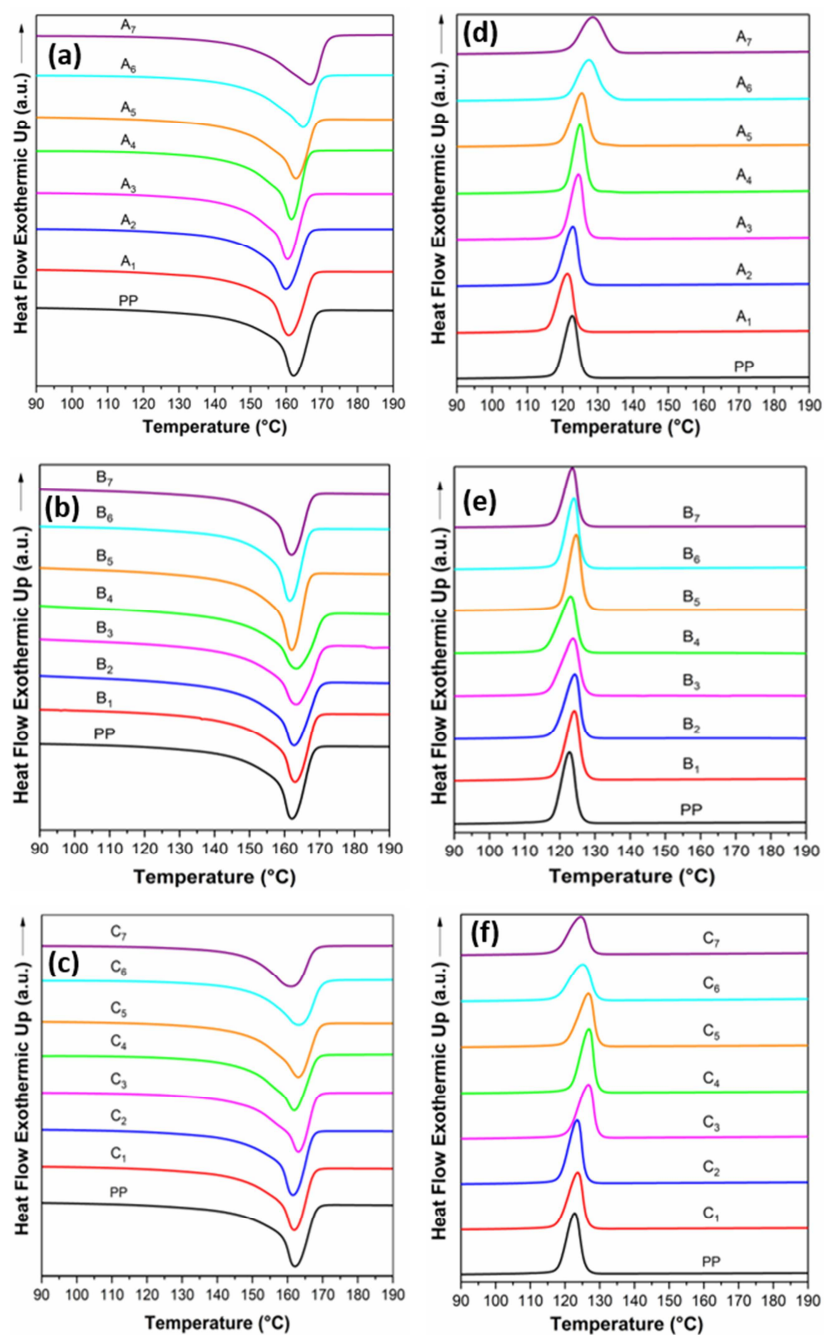 (a)
A₇
A₆
A₅
A₄
A₃
A₂
A₁
PP
Heat Flow Exothermic Up (a.u.)
90 100 110 120 130 140 150 160 170 180 190
Temperature (°C)
(d)
A₇
A₆
A₅
A₄
A₃
A₂
A₁
PP
Heat Flow Exothermic Up (a.u.)
90 100 110 120 130 140 150 160 170 180 190
Temperature (°C)
(b)
B₇
B₆
B₅
B₄
B₃
B₂
B₁
PP
Heat Flow Exothermic Up (a.u.)
90 100 110 120 130 140 150 160 170 180 190
Temperature (°C)
(e)
B₇
B₆
B₅
B₄
B₃
B₂
B₁
PP
Heat Flow Exothermic Up (a.u.)
90 100 110 120 130 140 150 160 170 180 190
Temperature (°C)
(c)
C₇
C₆
C₅
C₄
C₃
C₂
C₁
PP
Heat Flow Exothermic Up (a.u.)
90 100 110 120 130 140 150 160 170 180 190
Temperature (°C)
(f)
C₇
C₆
C₅
C₄
C₃
C₂
C₁
PP
Heat Flow Exothermic Up (a.u.)
90 100 110 120 130 140 150 160 170 180 190
Temperature (°C)